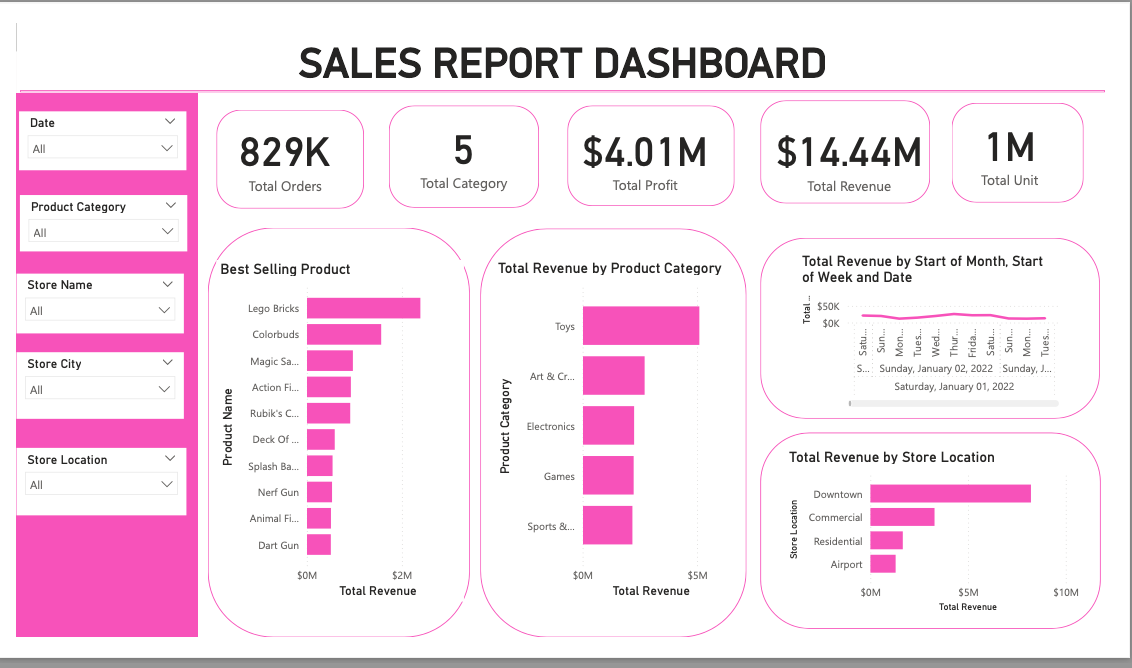 SALES REPORT DASHBOARD
Date
All
Product Category
All
Store Name
All
Store City
All
Store Location
All
829K
Total Orders
5
Total Category
$4.01M
Total Profit
$14.44M
Total Revenue
1M
Total Unit
Best Selling Product
Product Name
Lego Bricks
Colorbuds
Magic Sa...
Action Fi...
Rubik's C...
Deck Of ...
Splash Ba...
Nerf Gun
Animal Fi...
Dart Gun
$0M $2M
Total Revenue
Total Revenue by Product Category
Product Category
Toys
Art & Cr...
Electronics
Games
Sports &...
$0M $5M
Total Revenue
Total Revenue by Start of Month, Start
of Week and Date
Total ...
$50K
$0K
Satu... Sun... Mon... Tues... Wed... Thur... Frida... Satu... Sun... Mon... Tues...
S... Sunday, January 02, 2022 Sunday, J...
Saturday, January 01, 2022
Total Revenue by Store Location
Store Location
Downtown
Commercial
Residential
Airport
$0M $5M $10M
Total Revenue